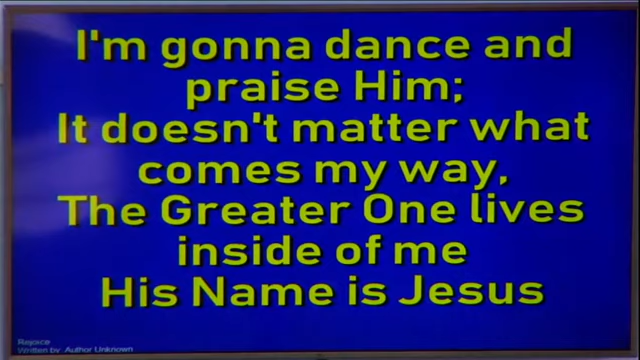 I'm gonna dance and
praise Him;
It doesn't matter what
comes my way,
The Greater One lives
inside of me
His Name is Jesus
Rejoice
Written by Author Unknown